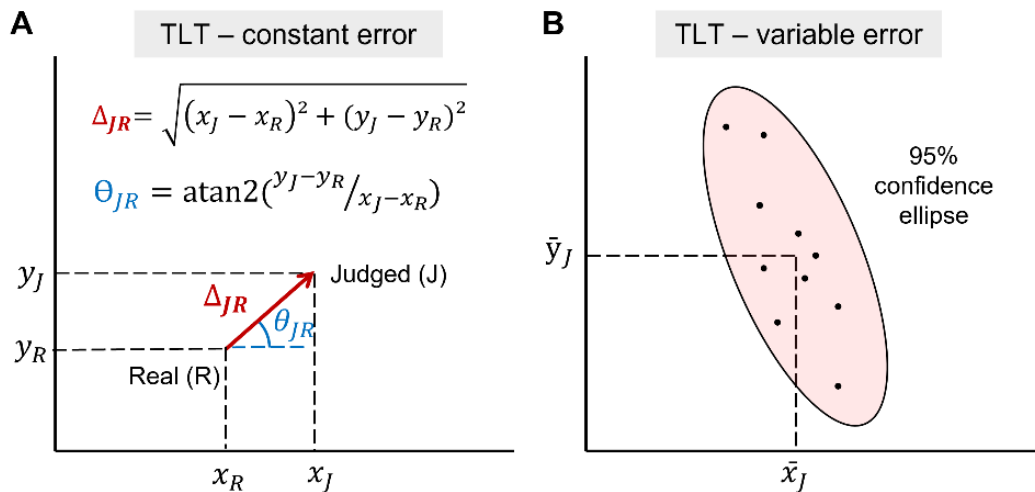 A
TLT – constant error
Δ_JR = √((x_J − x_R)² + (y_J − y_R)²)
Θ_JR = atan2(y_J−y_R/x_J−x_R)
y_J
Judged (J)
Δ_JR
θ_JR
y_R
Real (R)
x_R
x_J
B
TLT – variable error
95%
confidence
ellipse
ȳ_J
x̄_J